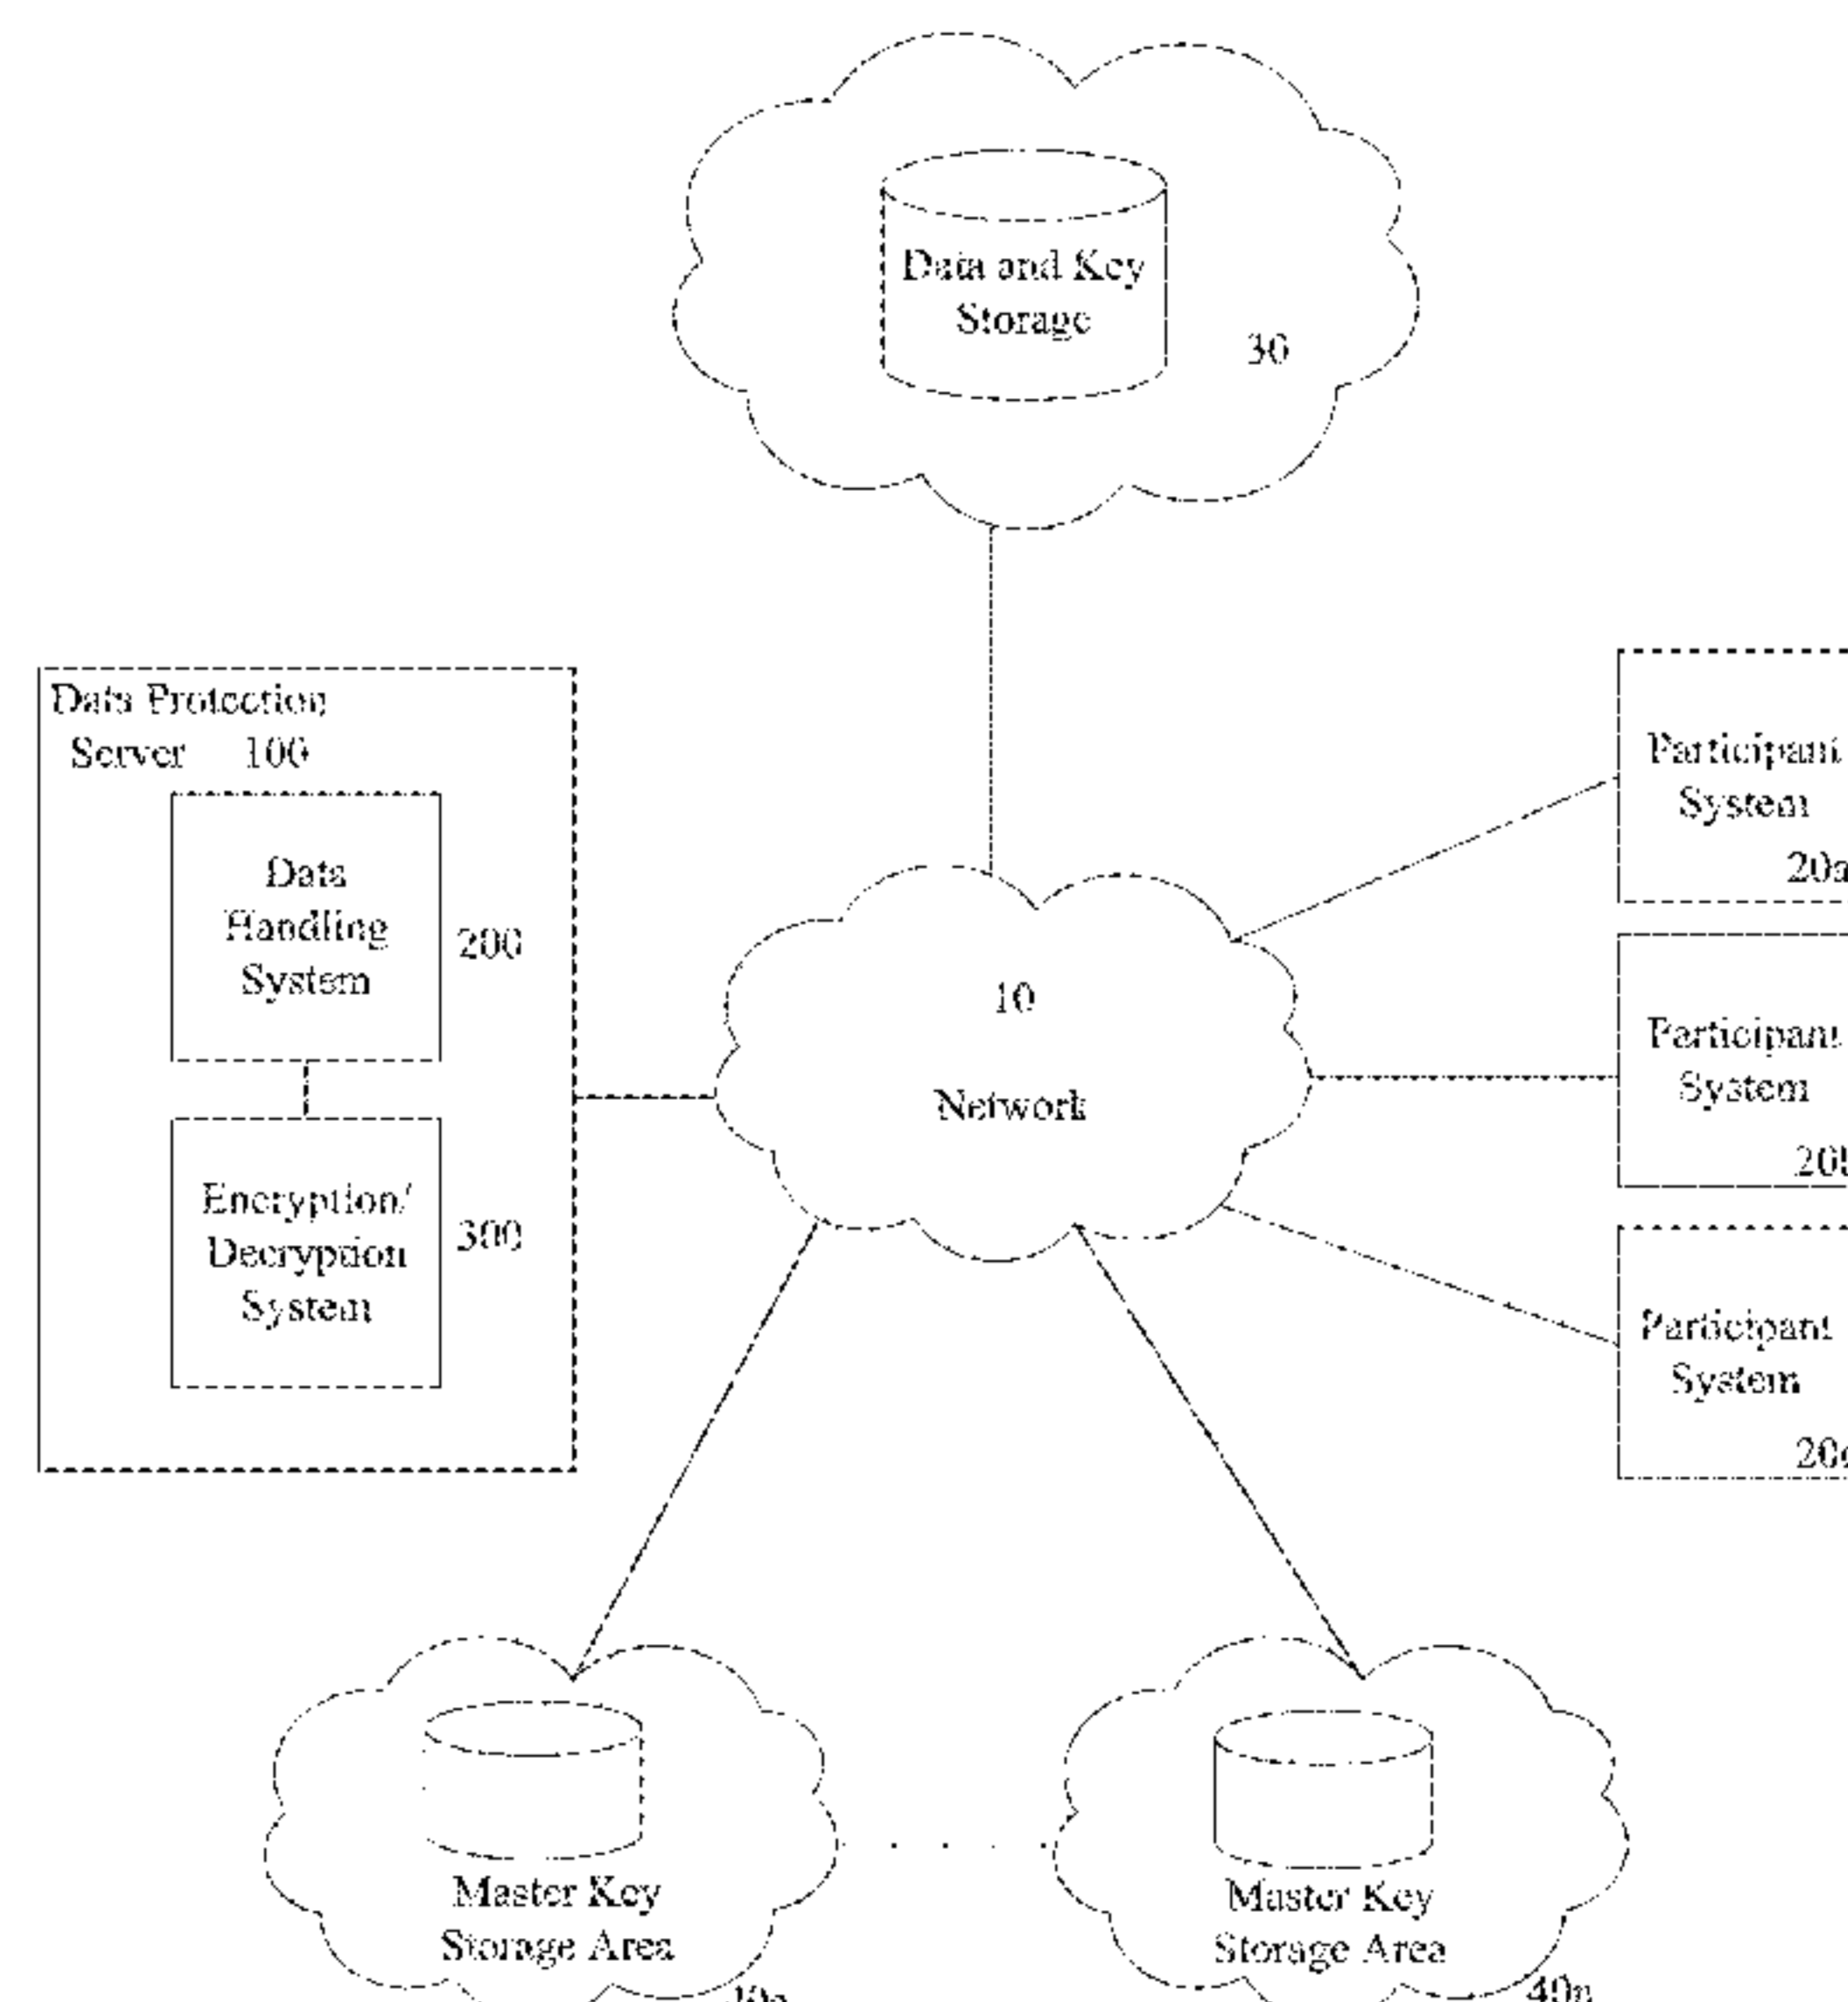 Data and Key
Storage
30
Data Protection
Server 100
Data
Handling
System
200
Encryption/
Decryption
System
300
10
Network
Participant
System
20a
Participant
System
Participant
System
Master Key
Storage Area
Master Key
Storage Area
40n